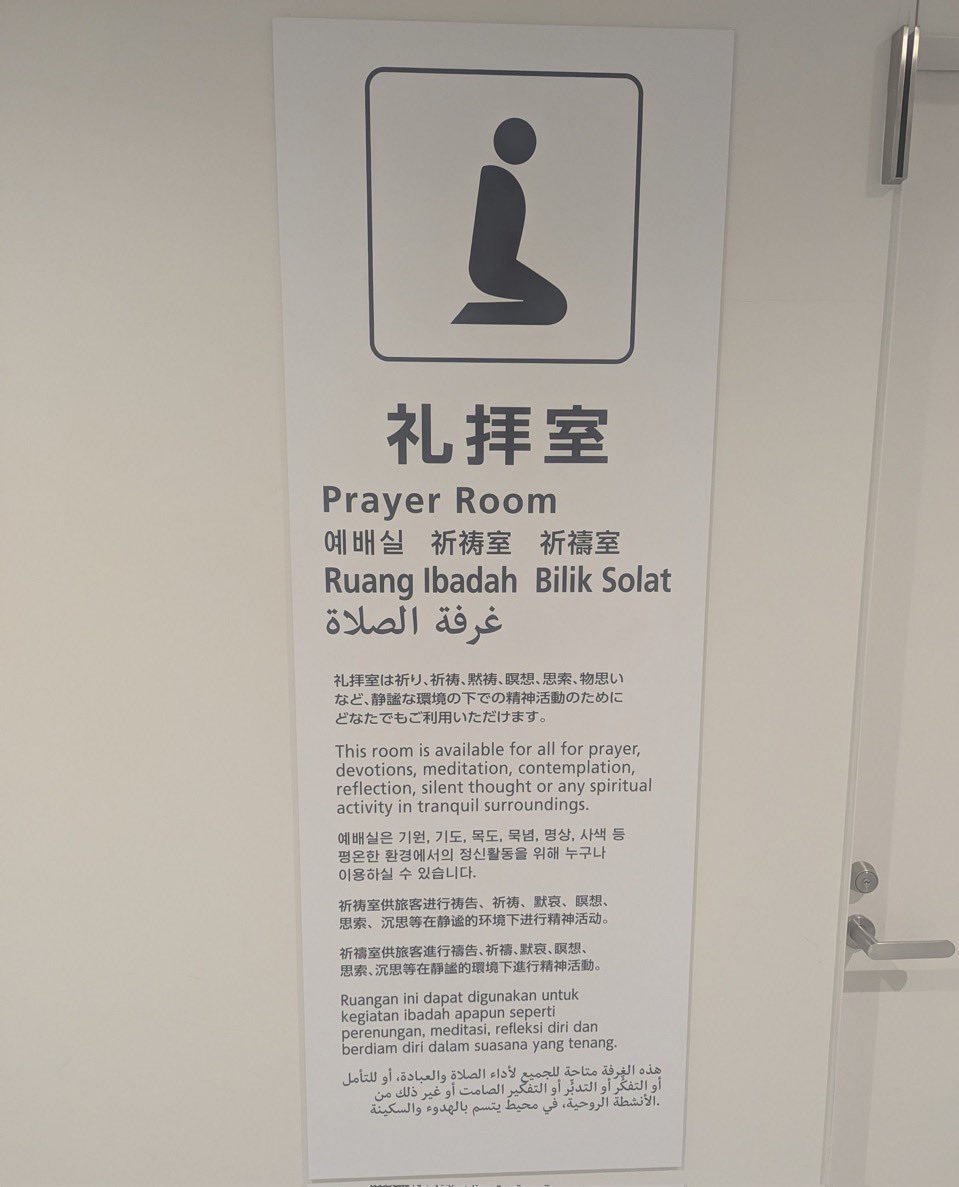 礼拝室
Prayer Room
예배실 祈祷室 祈禱室
Ruang Ibadah Bilik Solat
غرفة الصلاة
礼拝室は祈り、祈祷、黙祷、瞑想、思索、物思い
など、静謐な環境の下での精神活動のために
どなたでもご利用いただけます。
This room is available for all for prayer,
devotions, meditation, contemplation,
reflection, silent thought or any spiritual
activity in tranquil surroundings.
예배실은 기원, 기도, 목도, 묵념, 명상, 사색 등
평온한 환경에서의 정신활동을 위해 누구나
이용하실 수 있습니다.
祈祷室供旅客进行祷告、祈祷、默哀、瞑想、
思索、沉思等在静谧的环境下进行精神活动。
祈禱室供旅客進行禱告、祈禱、默哀、瞑想、
思索、沉思等在靜謐的環境下進行精神活動。
Ruangan ini dapat digunakan untuk
kegiatan ibadah apapun seperti
perenungan, meditasi, refleksi diri dan
berdiam diri dalam suasana yang tenang.
هذه الغرفة متاحة للجميع لأداء الصلاة والعبادة، أو للتأمل
أو التفكُّر أو التدبُّر أو التفكير الصامت أو غير ذلك من
الأنشطة الروحية، في محيط يتسم بالهدوء والسكينة.